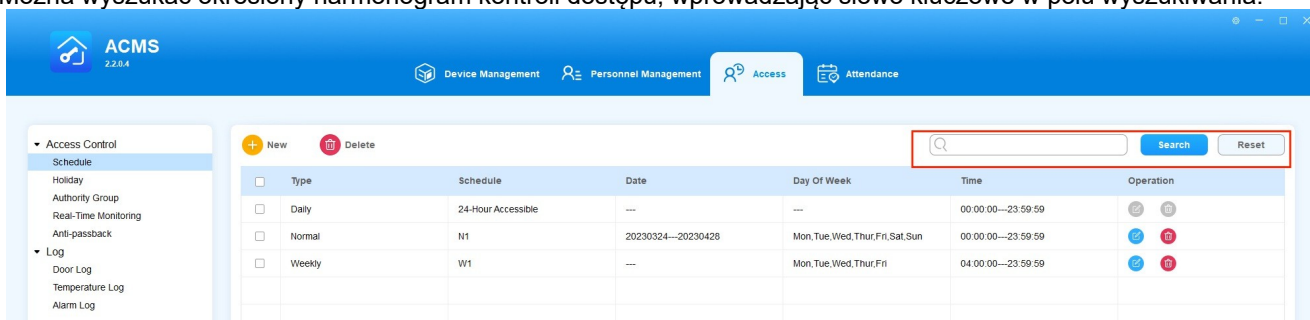 Można wyszukać określony harmonogram kontroli dostępu, wprowadzając słowo kluczowe w polu wyszukiwania.
ACMS
2.2.0.4
Device Management Personnel Management Access Attendance
Access Control
Schedule
Holiday
Authority Group
Real-Time Monitoring
Anti-passback
Log
Door Log
Temperature Log
Alarm Log
New Delete Search Reset
Type Schedule Date Day Of Week Time Operation
Daily 24-Hour Accessible --- --- 00:00:00---23:59:59
Normal N1 20230324---20230428 Mon,Tue,Wed,Thur,Fri,Sat,Sun 00:00:00---23:59:59
Weekly W1 --- Mon,Tue,Wed,Thur,Fri 04:00:00---23:59:59